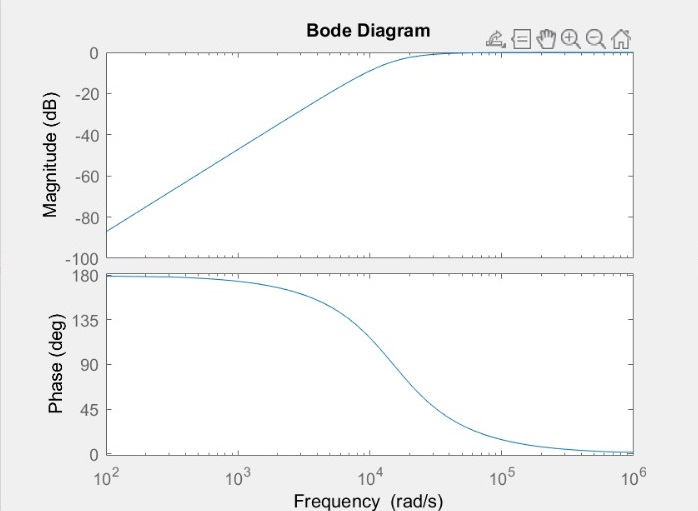 Bode Diagram
0
-20
-40
-60
-80
-100
Magnitude (dB)
180
135
90
45
0
Phase (deg)
10^2 10^3 10^4 10^5 10^6
Frequency (rad/s)